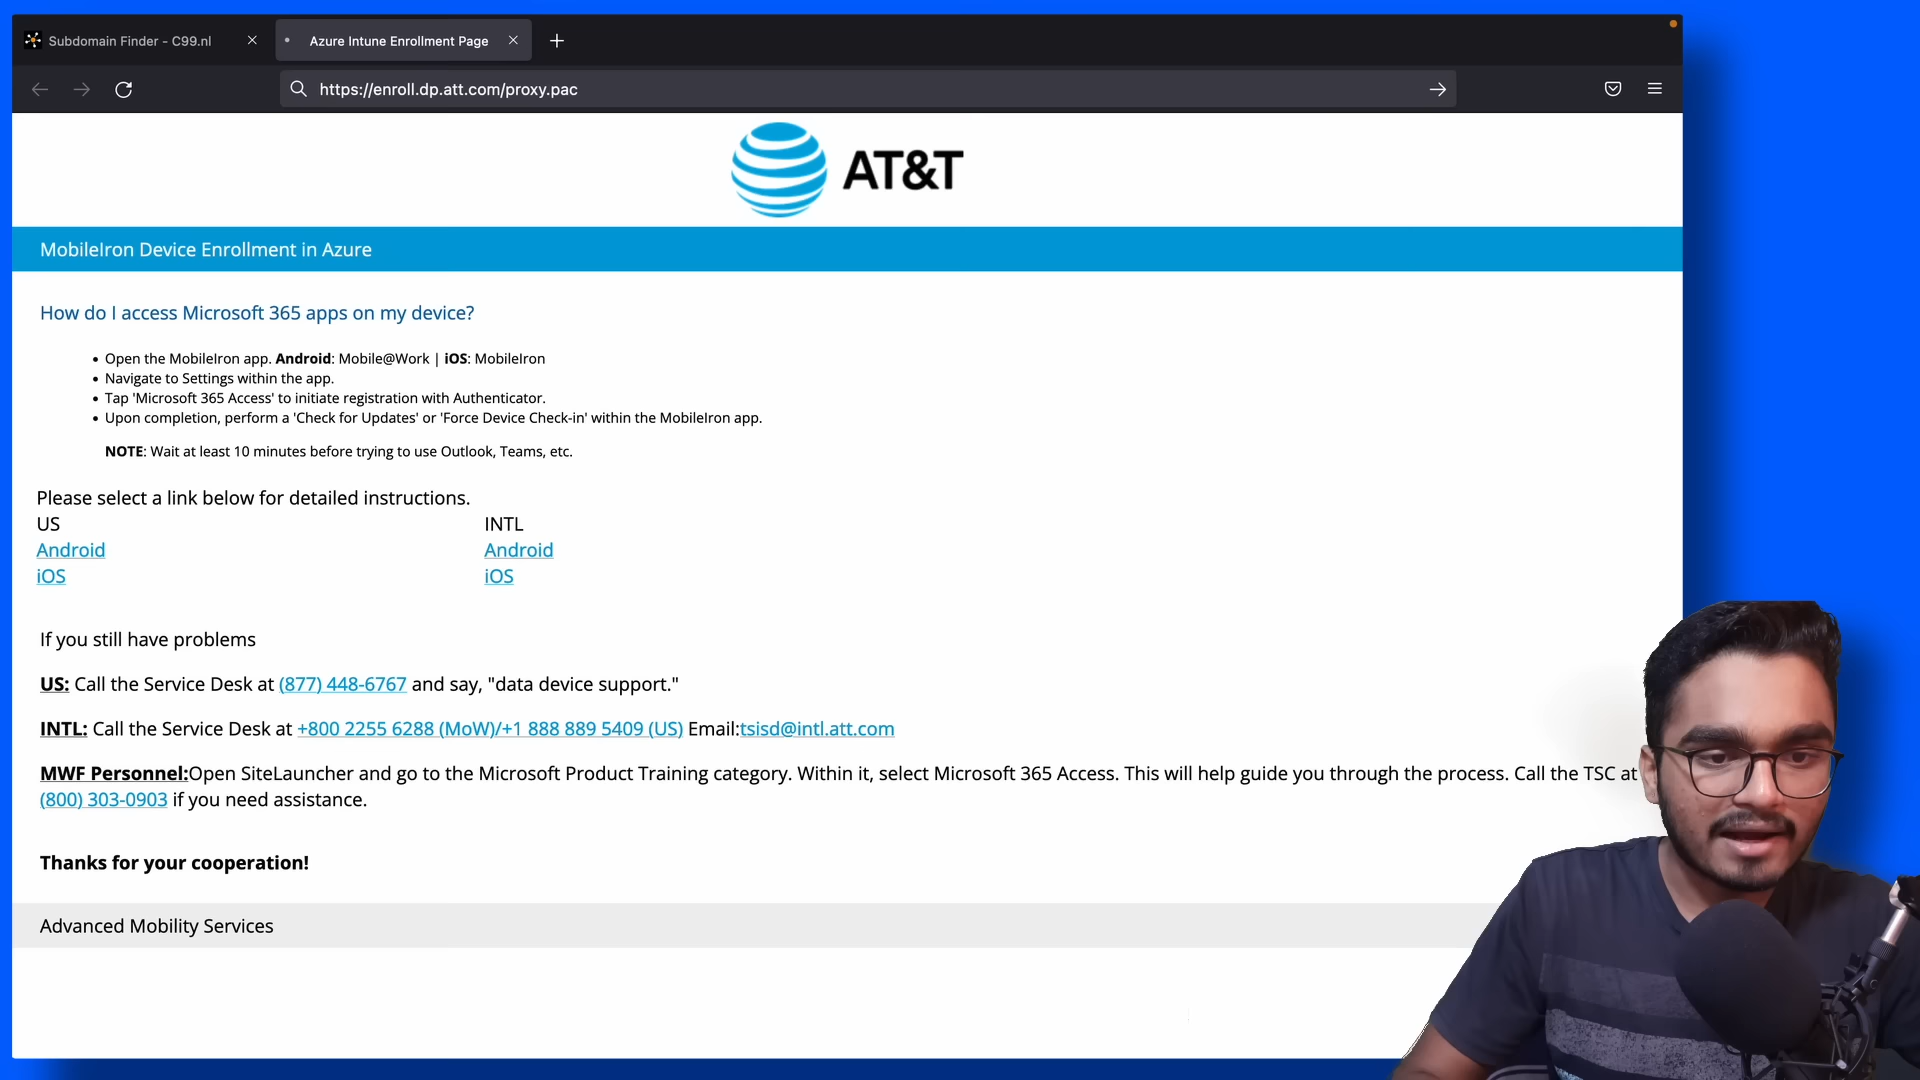 Subdomain Finder - C99.nl
Azure Intune Enrollment Page
https://enroll.dp.att.com/proxy.pac
AT&T
MobileIron Device Enrollment in Azure
How do I access Microsoft 365 apps on my device?
• Open the MobileIron app. Android: Mobile@Work | iOS: MobileIron
• Navigate to Settings within the app.
• Tap 'Microsoft 365 Access' to initiate registration with Authenticator.
• Upon completion, perform a 'Check for Updates' or 'Force Device Check-in' within the MobileIron app.
NOTE: Wait at least 10 minutes before trying to use Outlook, Teams, etc.
Please select a link below for detailed instructions.
US INTL
Android Android
iOS iOS
If you still have problems
US: Call the Service Desk at (877) 448-6767 and say, "data device support."
INTL: Call the Service Desk at +800 2255 6288 (MoW)/+1 888 889 5409 (US) Email:tsisd@intl.att.com
MWF Personnel:Open SiteLauncher and go to the Microsoft Product Training category. Within it, select Microsoft 365 Access. This will help guide you through the process. Call the TSC at
(800) 303-0903 if you need assistance.
Thanks for your cooperation!
Advanced Mobility Services